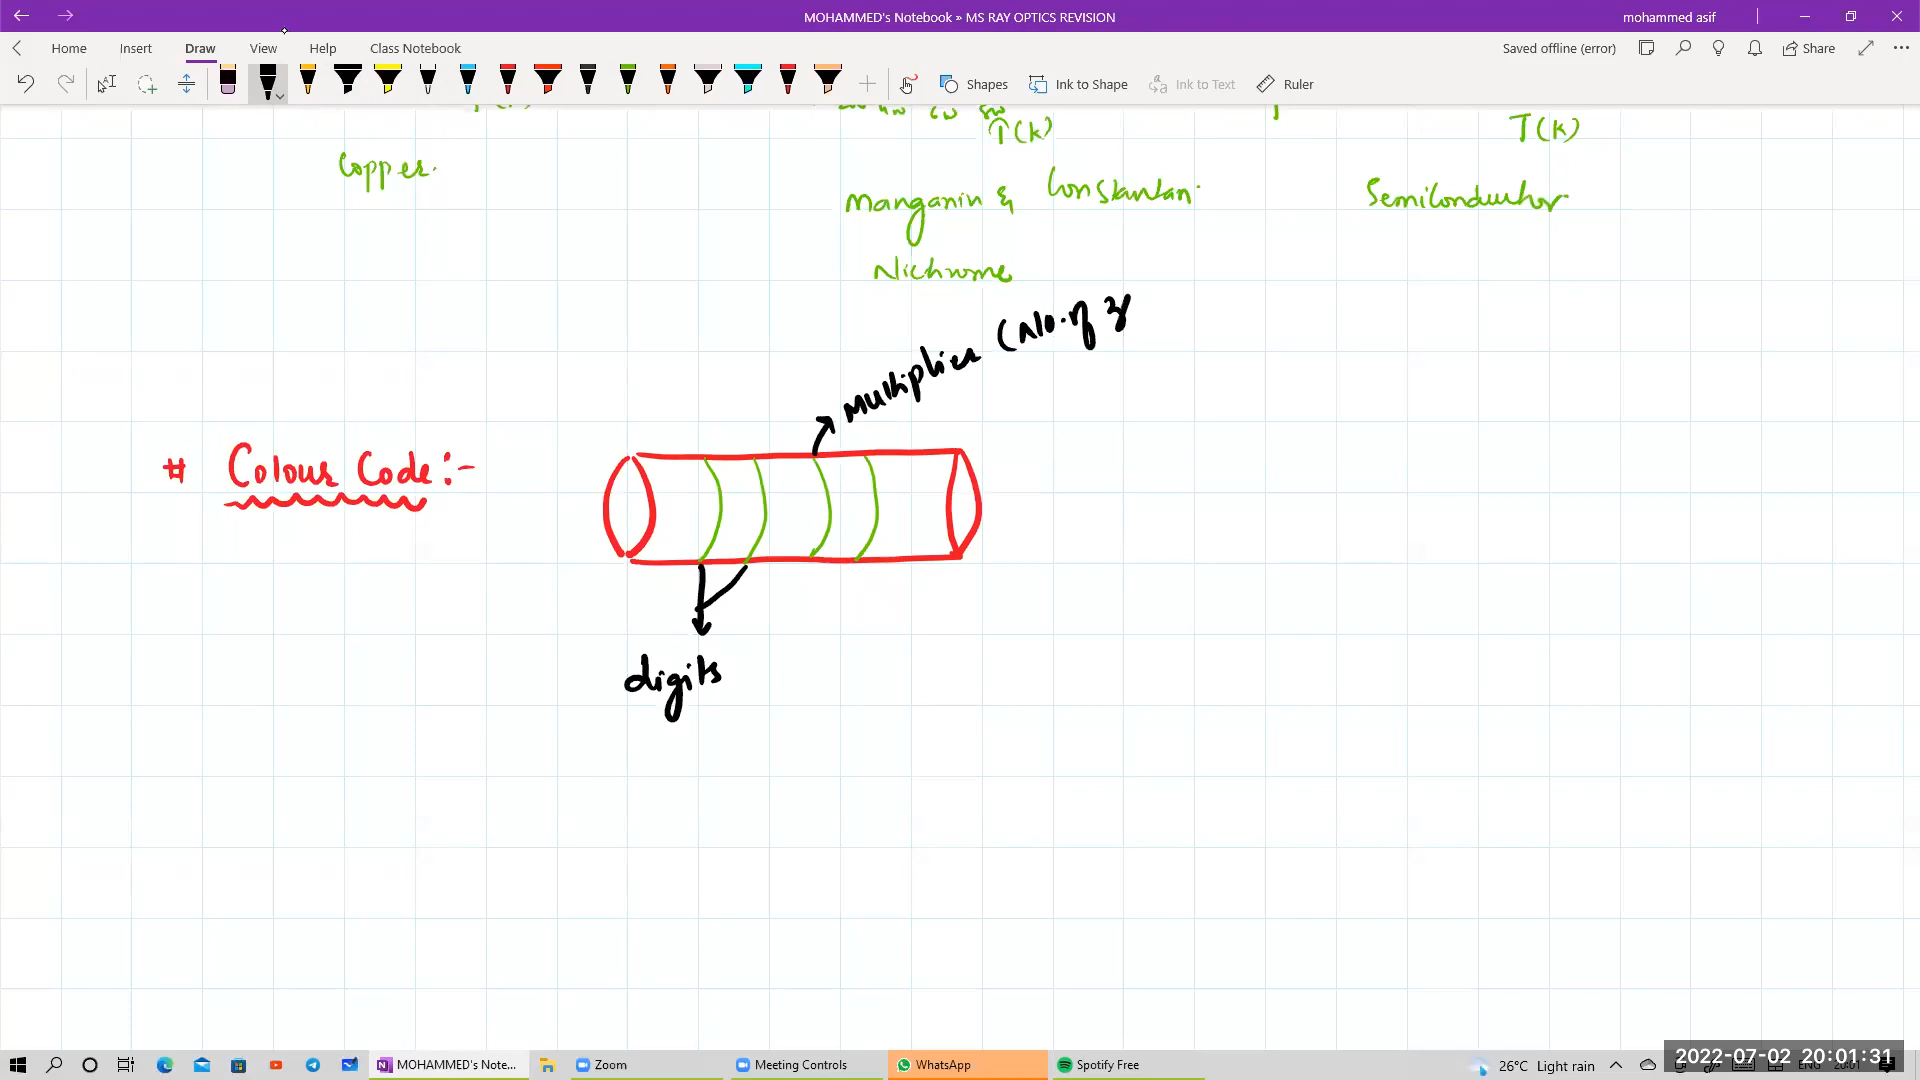 MOHAMMED's Notebook » MS RAY OPTICS REVISION
mohammed asif
Home Insert Draw View Help Class Notebook
Saved offline (error)
Share
Shapes Ink to Shape Ink to Text Ruler
T(K)
T(K)
Copper.
Manganin & Constantan.
Semiconductor
Nichrome
Multiplier (No. of
# Colour Code :-
digits
MOHAMMED's Note...
Zoom
Meeting Controls
WhatsApp
Spotify Free
26°C Light rain
2022-07-02 20:01:31